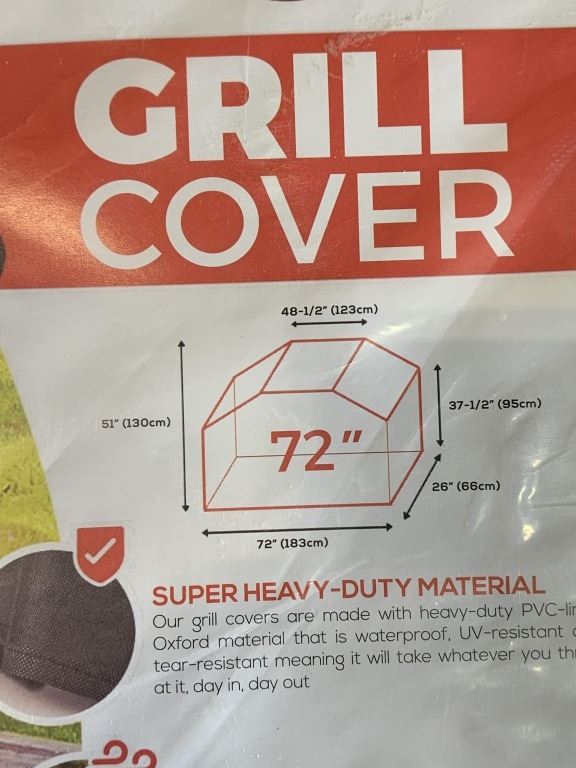 GRILL
COVER
48-1/2" (123cm)
51" (130cm)
37-1/2" (95cm)
72"
26" (66cm)
72" (183cm)
SUPER HEAVY-DUTY MATERIAL
Our grill covers are made with heavy-duty
Oxford material that is waterproof, UV-resistant
tear-resistant meaning it will take whatever you
at it, day in, day out